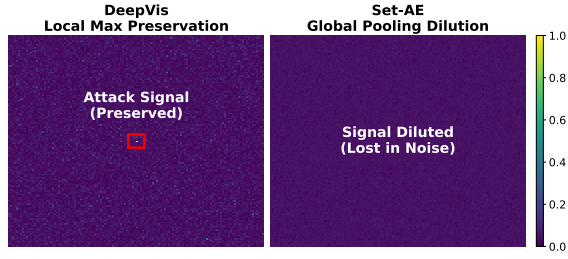 DeepVis
Local Max Preservation
Set-AE
Global Pooling Dilution
Attack Signal
(Preserved)
Signal Diluted
(Lost in Noise)
1.0
0.8
0.6
0.4
0.2
0.0